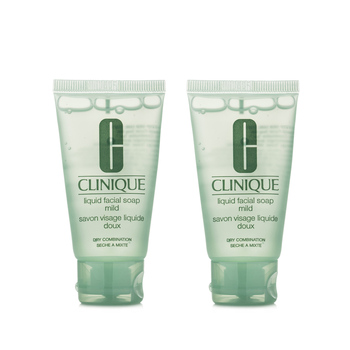 C
CLINIQUE
liquid facial soap
mild
savon visage liquide
doux
DRY COMBINATION
SECHE A MIXTE
C
CLINIQUE
liquid facial soap
mild
savon visage liquide
doux
DRY COMBINATION
SECHE A MIXTE